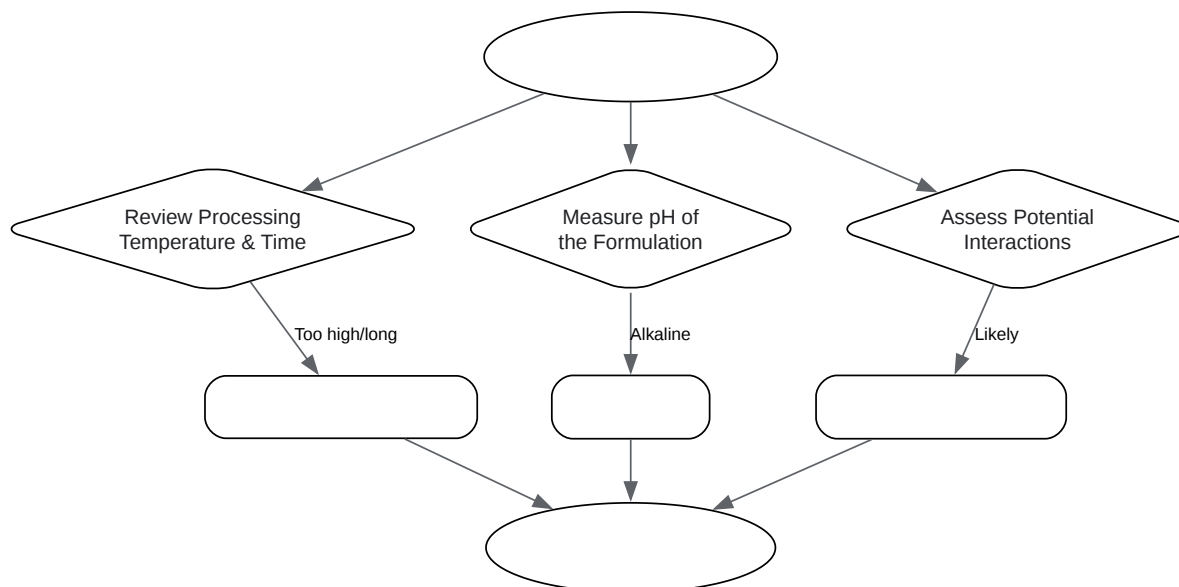 Review Processing
Temperature & Time
Measure pH of
the Formulation
Assess Potential
Interactions
Too high/long
Alkaline
Likely